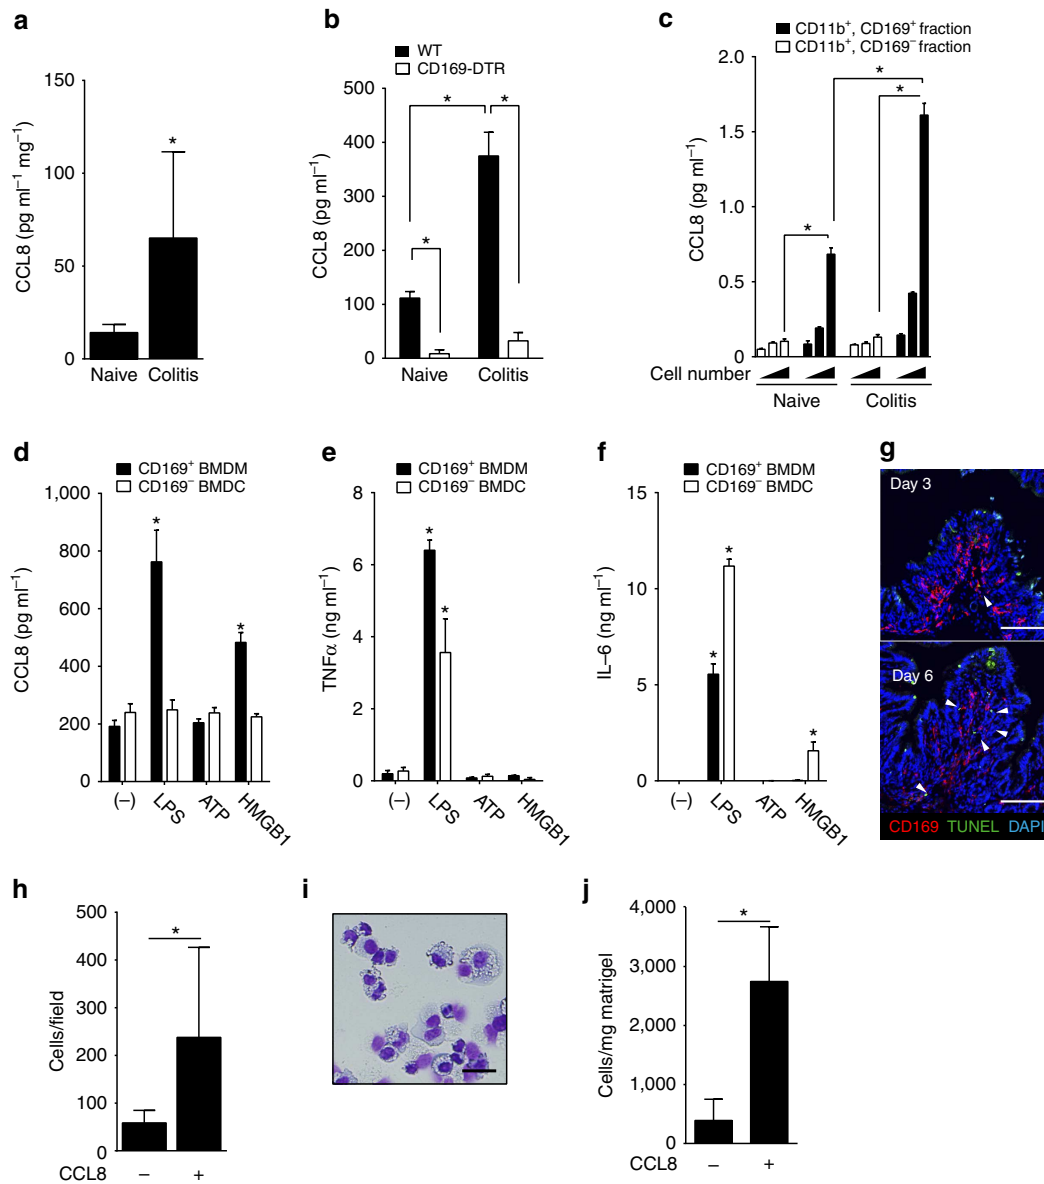 a
CCL8 (pg ml⁻¹ mg⁻¹)
150
100
50
0
*
Naive Colitis
b
WT
CD169-DTR
CCL8 (pg ml⁻¹)
500
400
300
200
100
0
* *
*
Naive Colitis
c
CD11b⁺, CD169⁺ fraction
CD11b⁺, CD169⁻ fraction
CCL8 (pg ml⁻¹)
2.0
1.5
1.0
0.5
0
*
*
*
Cell number
Naive Colitis
d
CD169⁺ BMDM
CD169⁻ BMDC
CCL8 (pg ml⁻¹)
1,000
800
600
400
200
0
*
*
(–) LPS ATP HMGB1
e
CD169⁺ BMDM
CD169⁻ BMDC
TNFα (ng ml⁻¹)
8
6
4
2
0
*
*
(–) LPS ATP HMGB1
f
CD169⁺ BMDM
CD169⁻ BMDC
IL–6 (ng ml⁻¹)
15
10
5
0
*
*
*
(–) LPS ATP HMGB1
g
Day 3
Day 6
CD169 TUNEL DAPI
h
Cells/field
500
400
300
200
100
0
*
CCL8 – +
i
j
Cells/mg matrigel
4,000
3,000
2,000
1,000
0
*
CCL8 – +